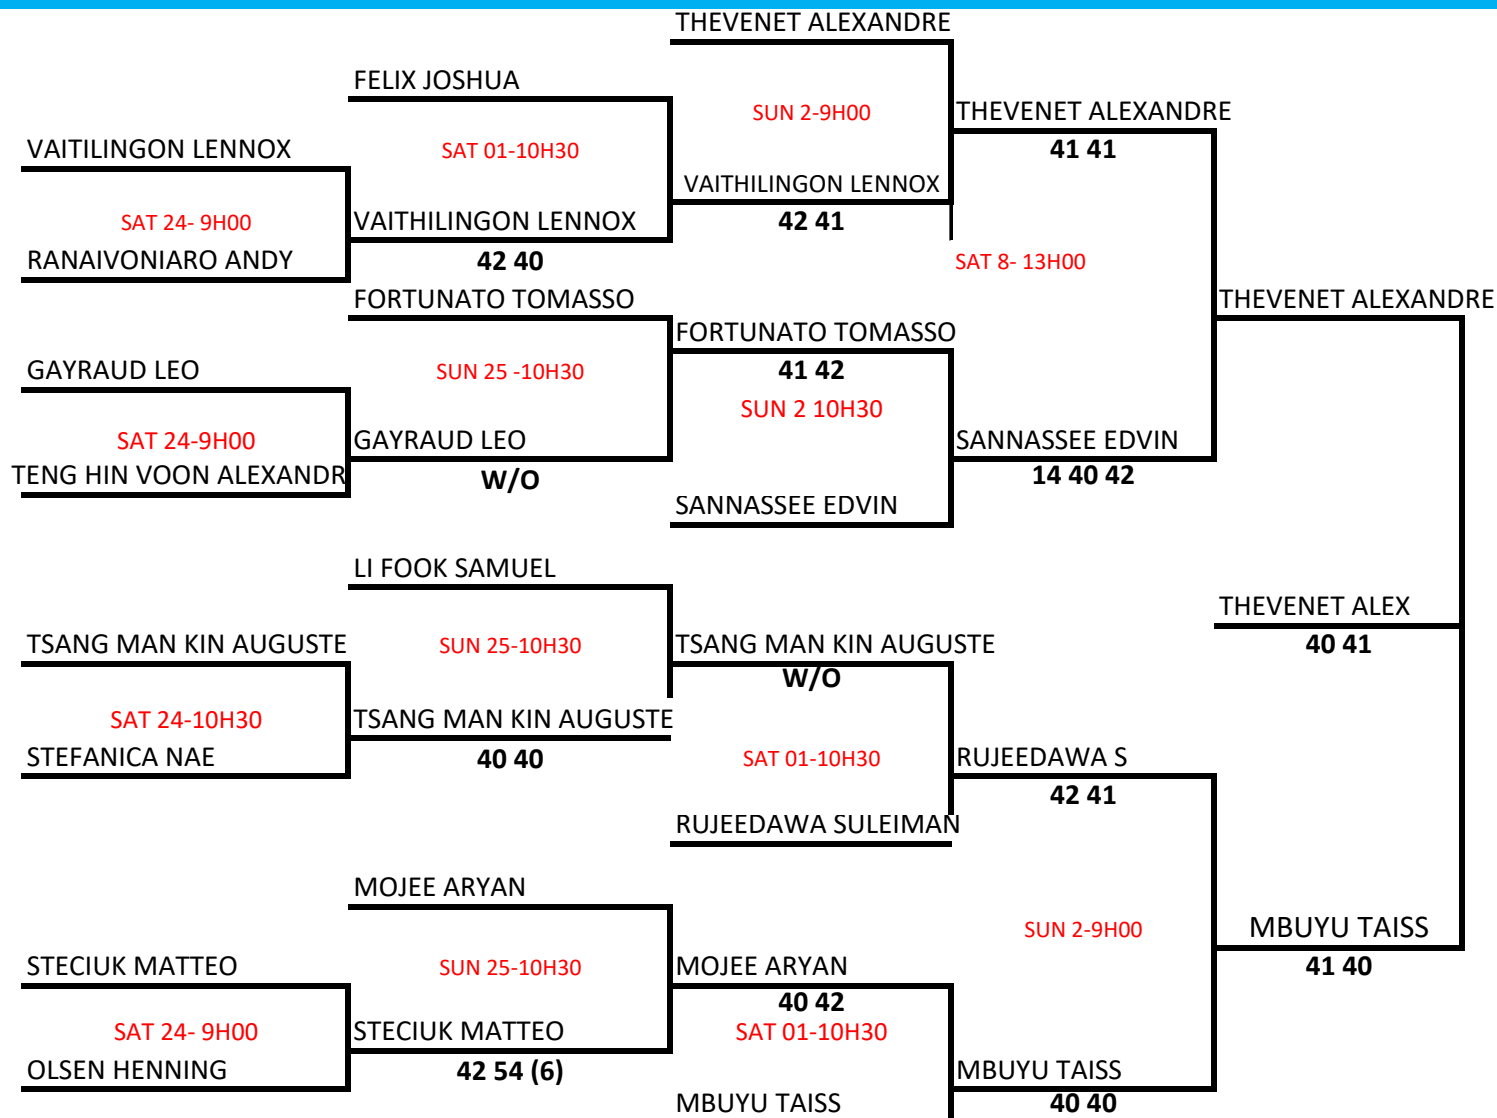 THEVENET ALEXANDRE
FELIX JOSHUA
SUN 2-9H00
THEVENET ALEXANDRE
VAITILINGON LENNOX
SAT 01-10H30
41 41
VAITHILINGON LENNOX
SAT 24- 9H00
VAITHILINGON LENNOX
42 41
RANAIVONIARO ANDY
42 40
SAT 8- 13H00
FORTUNATO TOMASSO
THEVENET ALEXANDRE
FORTUNATO TOMASSO
GAYRAUD LEO
SUN 25 -10H30
41 42
SUN 2 10H30
SAT 24-9H00
GAYRAUD LEO
SANNASSEE EDVIN
TENG HIN VOON ALEXANDR
W/O
14 40 42
SANNASSEE EDVIN
LI FOOK SAMUEL
THEVENET ALEX
TSANG MAN KIN AUGUSTE
SUN 25-10H30
TSANG MAN KIN AUGUSTE
40 41
W/O
SAT 24-10H30
TSANG MAN KIN AUGUSTE
STEFANICA NAE
40 40
SAT 01-10H30
RUJEEDAWA S
42 41
RUJEEDAWA SULEIMAN
MOJEE ARYAN
SUN 2-9H00
MBUYU TAISS
STECIUK MATTEO
SUN 25-10H30
MOJEE ARYAN
41 40
40 42
SAT 24- 9H00
STECIUK MATTEO
SAT 01-10H30
OLSEN HENNING
42 54 (6)
MBUYU TAISS
MBUYU TAISS
40 40